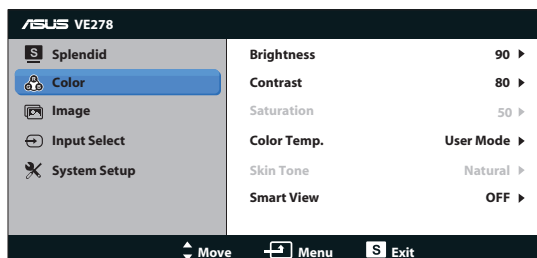 ASUS VE278
S Splendid
Color
Image
Input Select
System Setup
Brightness 90
Contrast 80
Saturation 50
Color Temp. User Mode
Skin Tone Natural
Smart View OFF
Move Menu S Exit